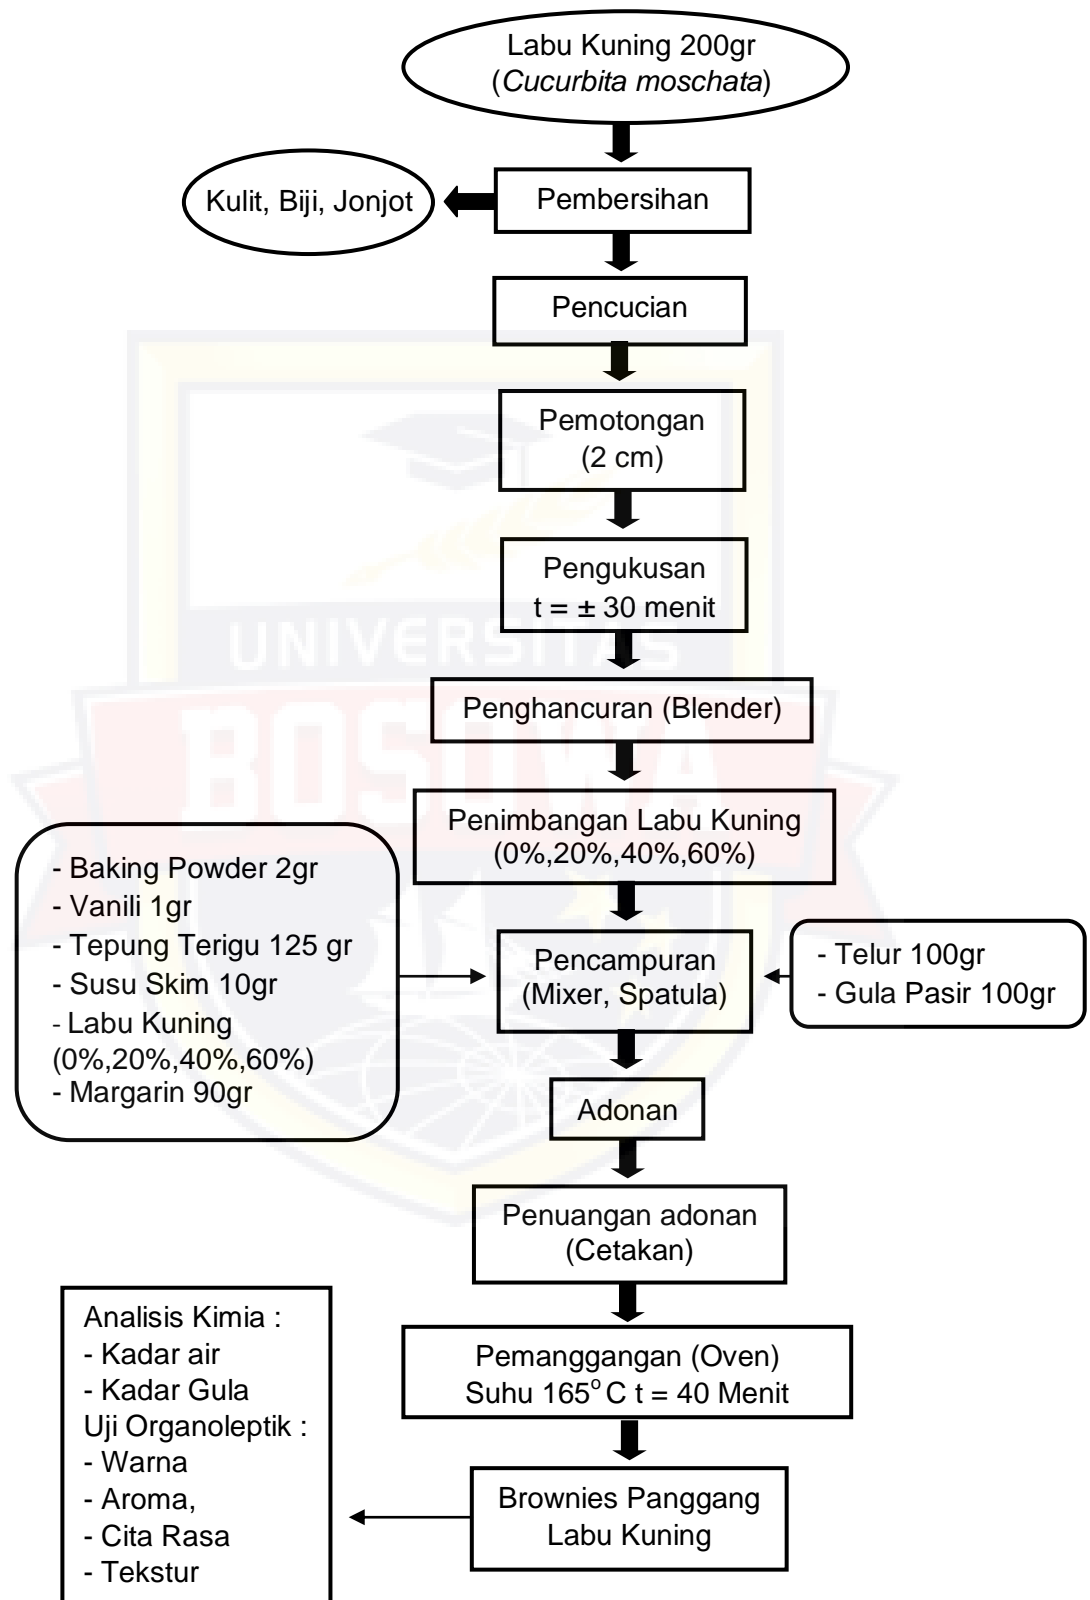 Labu Kuning 200gr
(Cucurbita moschata)
Kulit, Biji, Jonjot
Pembersihan
Pencucian
Pemotongan
(2 cm)
Pengukusan
t = ± 30 menit
UNIVERSITAS
Penghancuran (Blender)
BOSOWA
Penimbangan Labu Kuning
(0%,20%,40%,60%)
- Baking Powder 2gr
- Vanili 1gr
- Tepung Terigu 125 gr
- Susu Skim 10gr
- Labu Kuning
(0%,20%,40%,60%)
- Margarin 90gr
Pencampuran
(Mixer, Spatula)
- Telur 100gr
- Gula Pasir 100gr
Adonan
Penuangan adonan
(Cetakan)
Pemanggangan (Oven)
Suhu 165° C t = 40 Menit
Brownies Panggang
Labu Kuning
Analisis Kimia :
- Kadar air
- Kadar Gula
Uji Organoleptik :
- Warna
- Aroma,
- Cita Rasa
- Tekstur